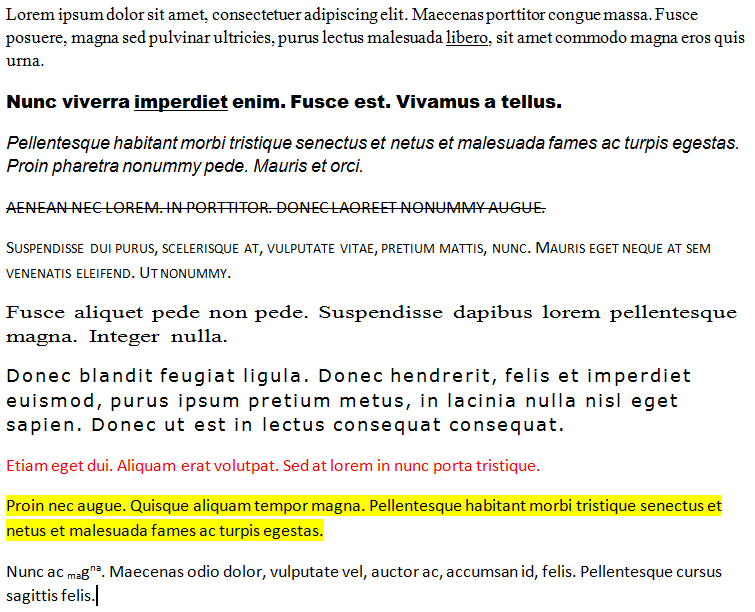 Lorem ipsum dolor sit amet, consectetuer adipiscing elit. Maecenas porttitor congue massa. Fusce
posuere, magna sed pulvinar ultricies, purus lectus malesuada libero, sit amet commodo magna eros quis
urna.
Nunc viverra imperdiet enim. Fusce est. Vivamus a tellus.
Pellentesque habitant morbi tristique senectus et netus et malesuada fames ac turpis egestas.
Proin pharetra nonummy pede. Mauris et orci.
AENEAN NEC LOREM. IN PORTTITOR. DONEC LAOREET NONUMMY AUGUE.
Suspendisse dui purus, scelerisque at, vulputate vitae, pretium mattis, nunc. Mauris eget neque at sem
venenatis eleifend. Ut nonummy.
Fusce aliquet pede non pede. Suspendisse dapibus lorem pellentesque
magna. Integer nulla.
Donec blandit feugiat ligula. Donec hendrerit, felis et imperdiet
euismod, purus ipsum pretium metus, in lacinia nulla nisl eget
sapien. Donec ut est in lectus consequat consequat.
Etiam eget dui. Aliquam erat volutpat. Sed at lorem in nunc porta tristique.
Proin nec augue. Quisque aliquam tempor magna. Pellentesque habitant morbi tristique senectus et
netus et malesuada fames ac turpis egestas.
Nunc ac magna. Maecenas odio dolor, vulputate vel, auctor ac, accumsan id, felis. Pellentesque cursus
sagittis felis.